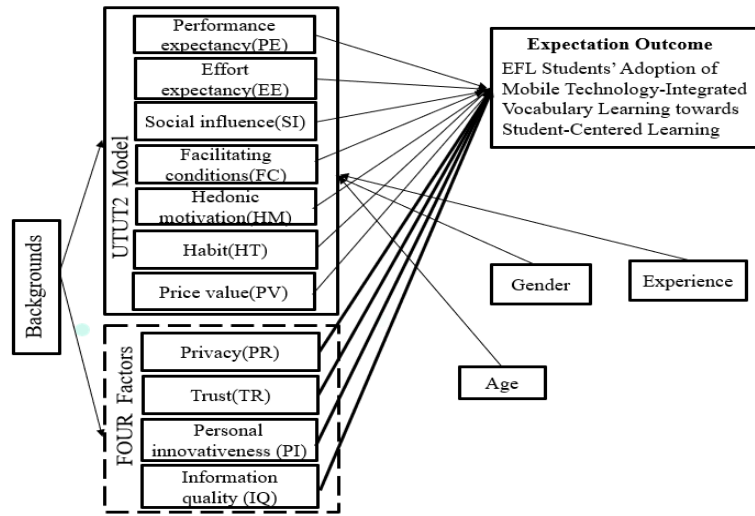 Performance
expectancy(PE)
Effort
expectancy(EE)
Social influence(SI)
Facilitating
conditions(FC)
Hedonic
motivation(HM)
Habit(HT)
Price value(PV)
UTUT2 Model
Backgrounds
Privacy(PR)
Trust(TR)
Personal
innovativeness (PI)
Information
quality (IQ)
FOUR Factors
Expectation Outcome
EFL Students’ Adoption of
Mobile Technology-Integrated
Vocabulary Learning towards
Student-Centered Learning
Gender
Experience
Age